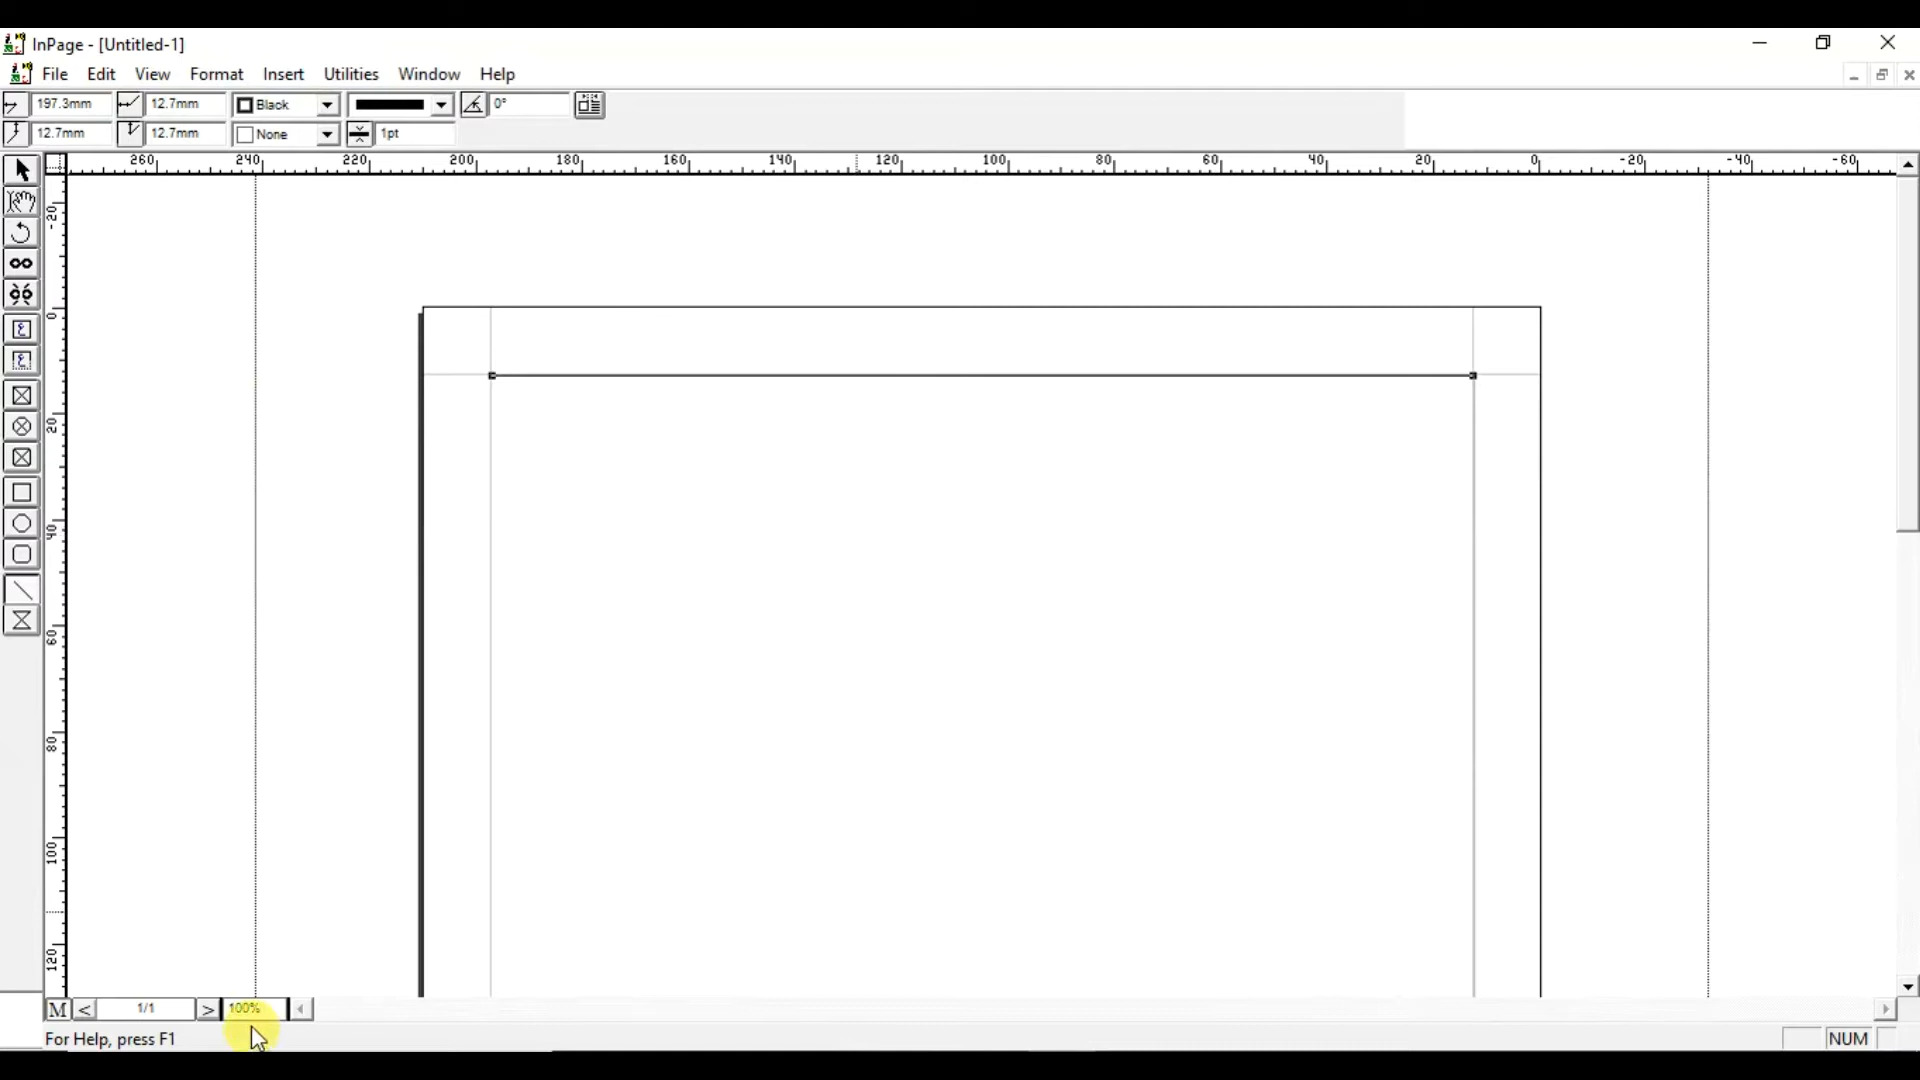 InPage - [Untitled-1]
File Edit View Format Insert Utilities Window Help
197.3mm 12.7mm Black 0°
12.7mm 12.7mm None 1pt
260 240 220 200 180 160 140 120 100 80 60 40 20 0 -20 -40 -60
-20
0
20
40
60
80
100
120
M < 1/1 > 100%
For Help, press F1 NUM